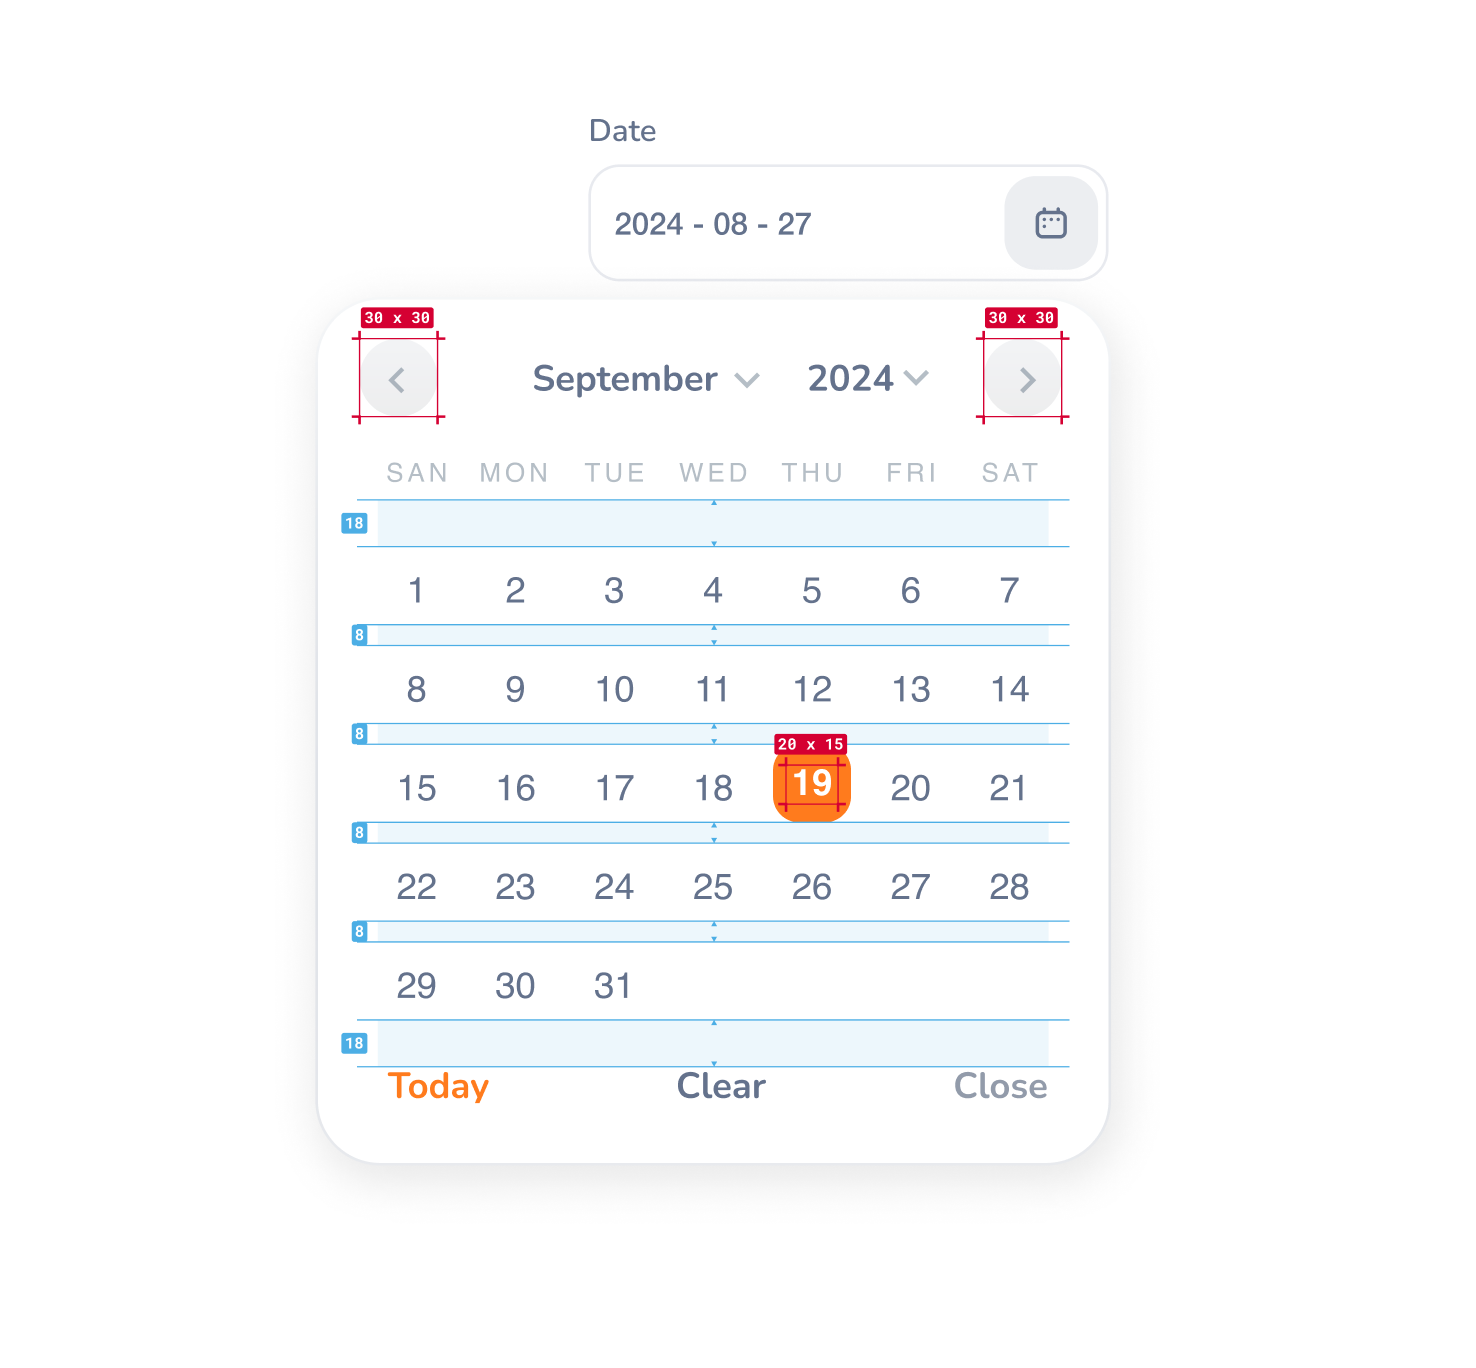 Date
2024 - 08 - 27
30 x 30
30 x 30
September 2024
SAN MON TUE WED THU FRI SAT
18
1 2 3 4 5 6 7
8
8 9 10 11 12 13 14
8
20 x 15
15 16 17 18 19 20 21
8
22 23 24 25 26 27 28
8
29 30 31
18
Today Clear Close